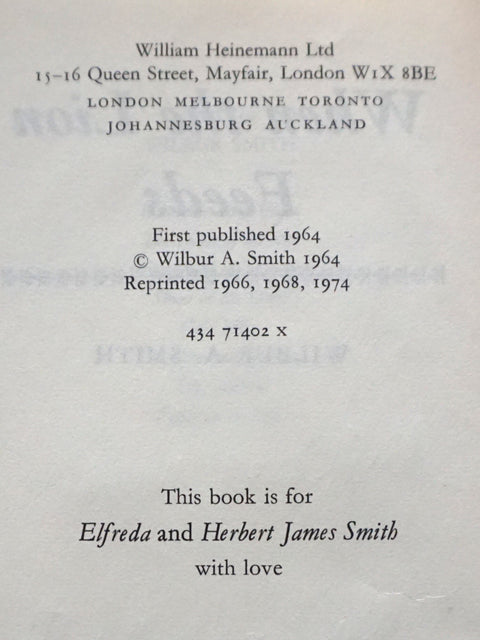 William Heinemann Ltd
15–16 Queen Street, Mayfair, London W1X 8BE
LONDON MELBOURNE TORONTO
JOHANNESBURG AUCKLAND
First published 1964
© Wilbur A. Smith 1964
Reprinted 1966, 1968, 1974
434 71402 X
This book is for
Elfreda and Herbert James Smith
with love